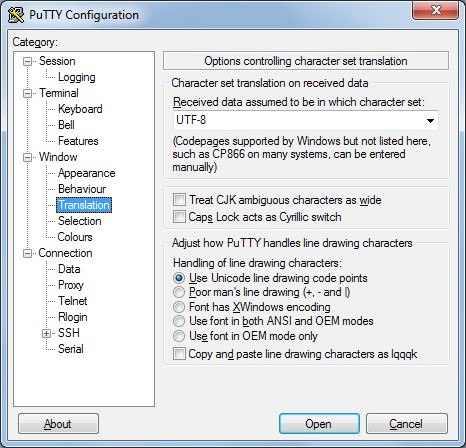 PuTTY Configuration
Category:
Session
Logging
Terminal
Keyboard
Bell
Features
Window
Appearance
Behaviour
Translation
Selection
Colours
Connection
Data
Proxy
Telnet
Rlogin
SSH
Serial
Options controlling character set translation
Character set translation on received data
Received data assumed to be in which character set:
UTF-8
(Codepages supported by Windows but not listed here,
such as CP866 on many systems, can be entered
manually)
Treat CJK ambiguous characters as wide
Caps Lock acts as Cyrillic switch
Adjust how PuTTY handles line drawing characters
Handling of line drawing characters:
Use Unicode line drawing code points
Poor man's line drawing (+, - and |)
Font has XWindows encoding
Use font in both ANSI and OEM modes
Use font in OEM mode only
Copy and paste line drawing characters as lqqqk
About
Open
Cancel